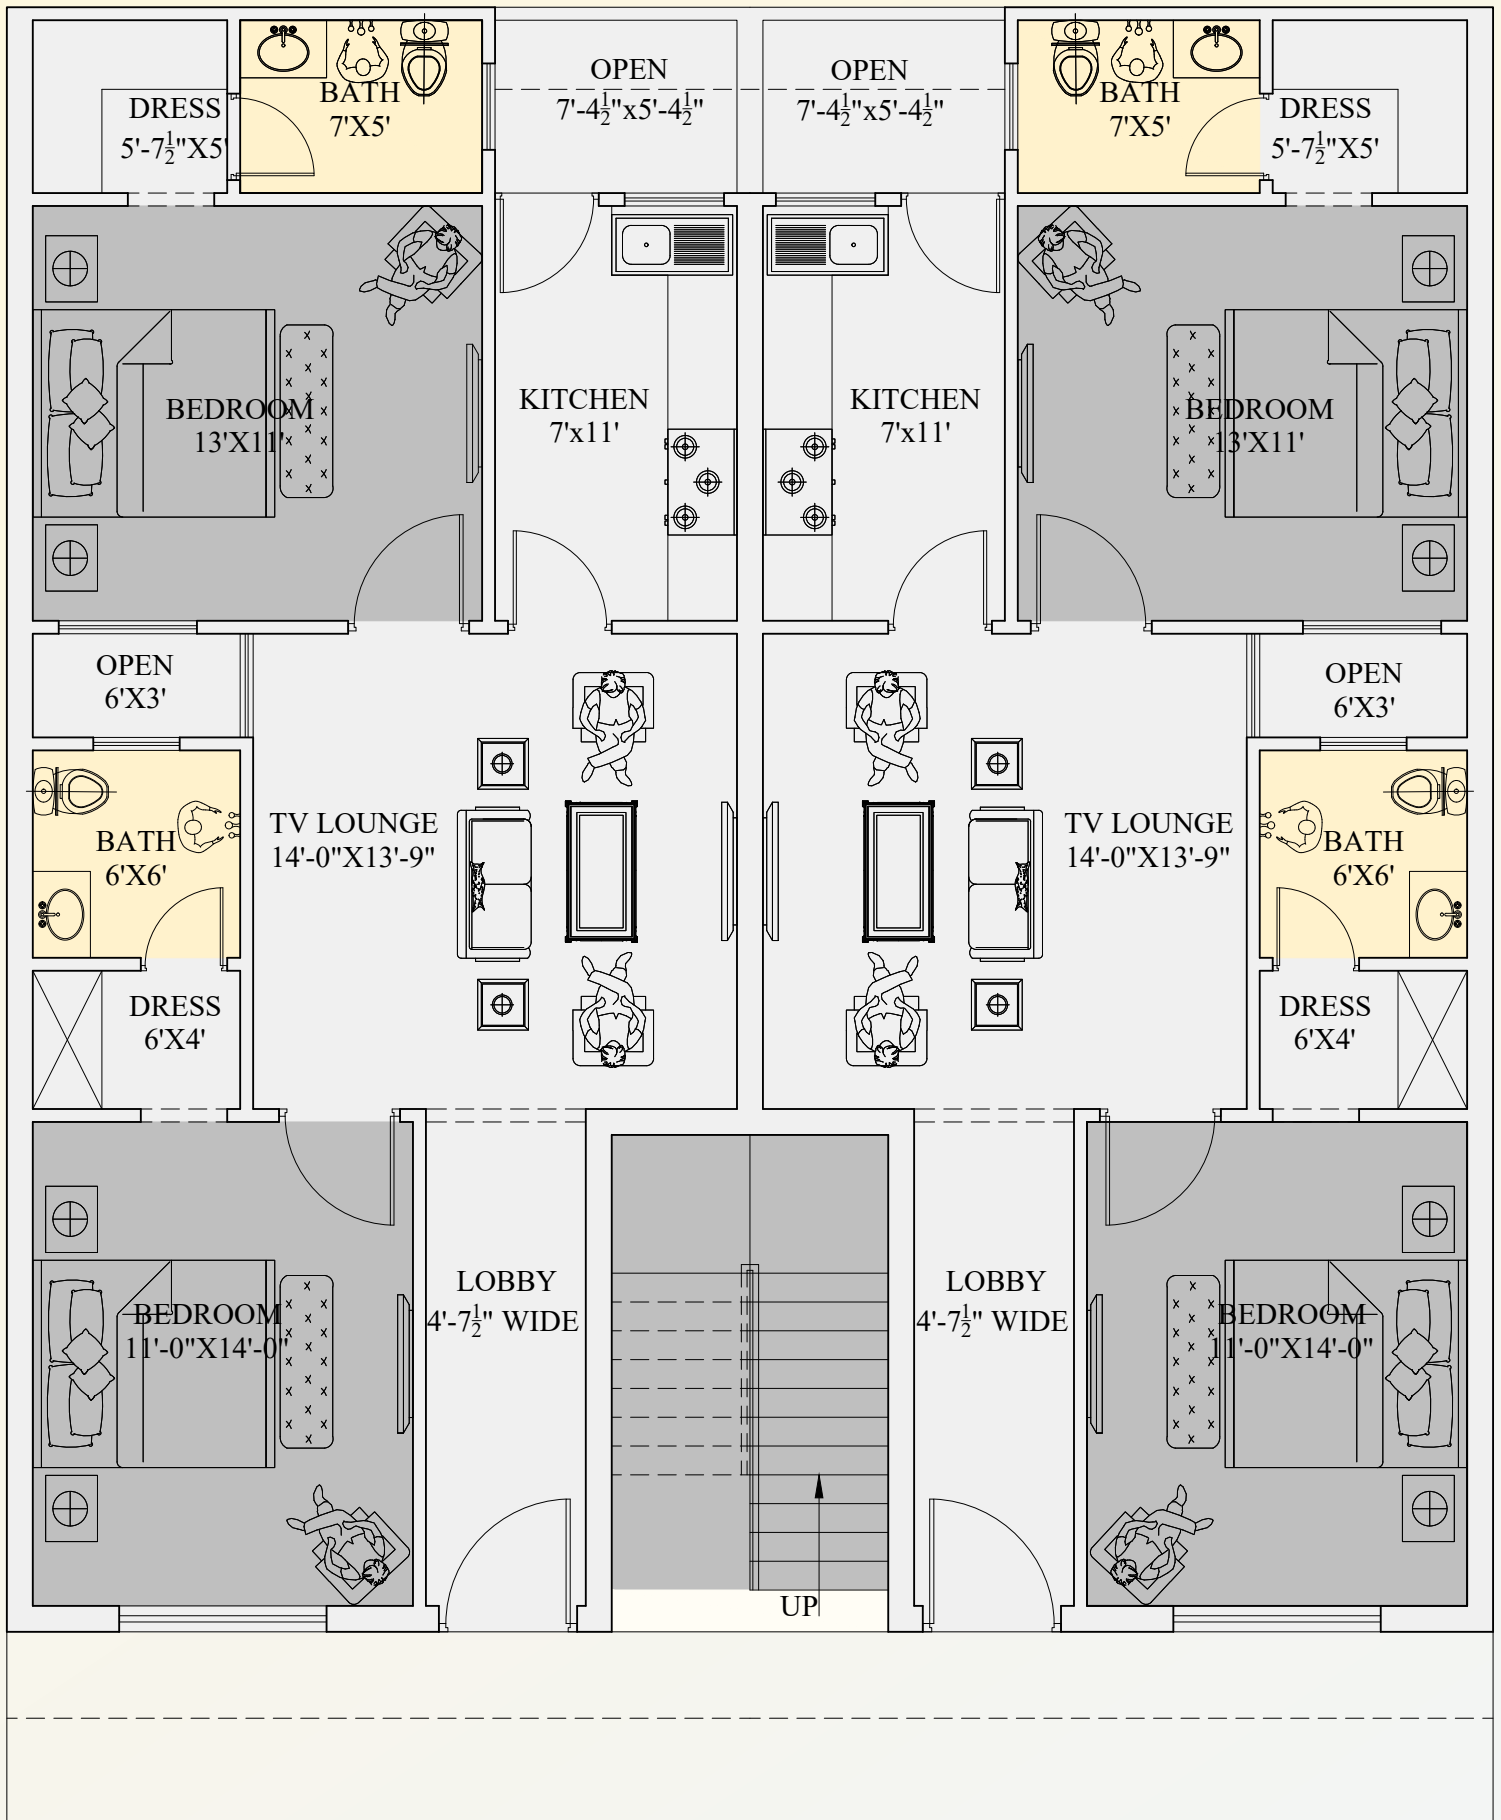 BATH
7'X5'
DRESS
5'-7½"X5'
OPEN
7'-4½"x5'-4½"
OPEN
7'-4½"x5'-4½"
BATH
7'X5'
DRESS
5'-7½"X5'
BEDROOM
13'X11'
KITCHEN
7'x11'
KITCHEN
7'x11'
BEDROOM
13'X11'
OPEN
6'X3'
OPEN
6'X3'
BATH
6'X6'
TV LOUNGE
14'-0"X13'-9"
TV LOUNGE
14'-0"X13'-9"
BATH
6'X6'
DRESS
6'X4'
DRESS
6'X4'
BEDROOM
11'-0"X14'-0"
LOBBY
4'-7½" WIDE
LOBBY
4'-7½" WIDE
BEDROOM
11'-0"X14'-0"
UP